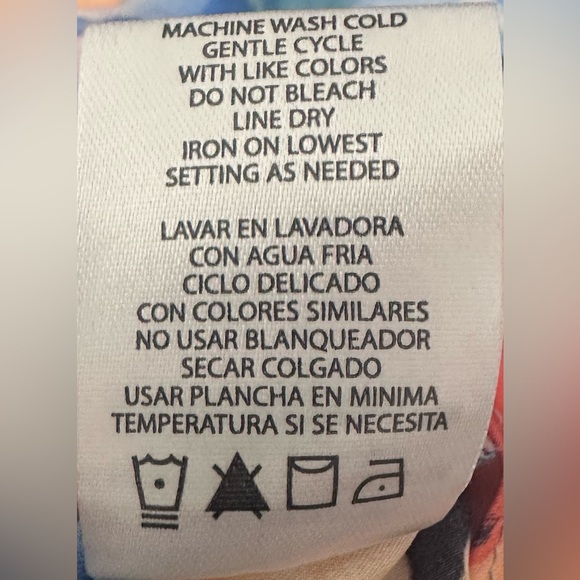 MACHINE WASH COLD
GENTLE CYCLE
WITH LIKE COLORS
DO NOT BLEACH
LINE DRY
IRON ON LOWEST
SETTING AS NEEDED
LAVAR EN LAVADORA
CON AGUA FRIA
CICLO DELICADO
CON COLORES SIMILARES
NO USAR BLANQUEADOR
SECAR COLGADO
USAR PLANCHA EN MINIMA
TEMPERATURA SI SE NECESITA